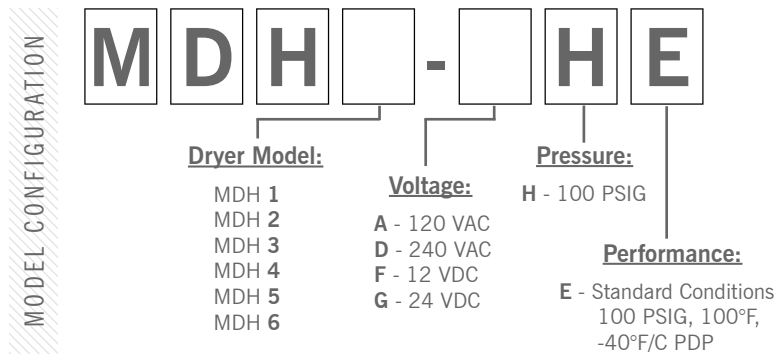 MODEL CONFIGURATION
M D H - H E
Dryer Model:
MDH 1
MDH 2
MDH 3
MDH 4
MDH 5
MDH 6
Voltage:
A - 120 VAC
D - 240 VAC
F - 12 VDC
G - 24 VDC
Pressure:
H - 100 PSIG
Performance:
E - Standard Conditions
100 PSIG, 100°F,
-40°F/C PDP